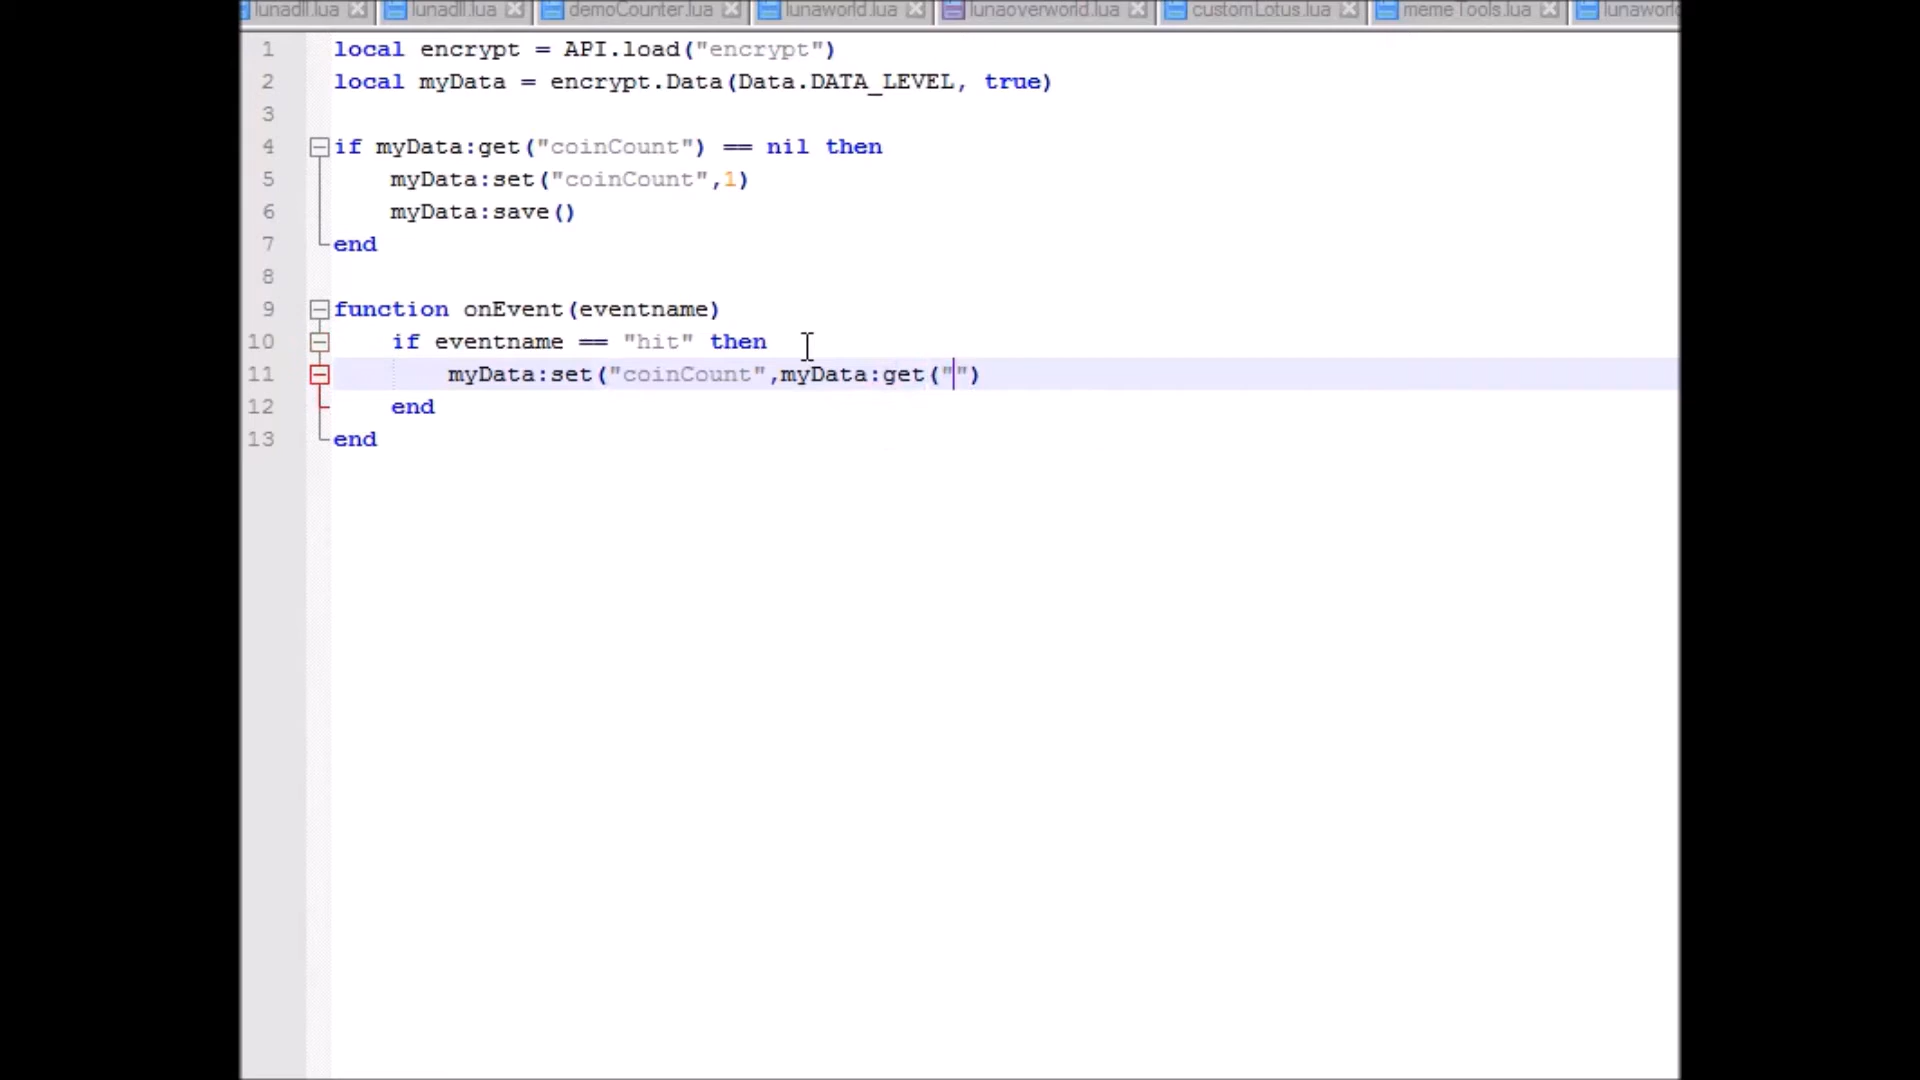 lunadll.lua lunadll.lua demoCounter.lua lunaworld.lua lunaoverworld.lua customLotus.lua memeTools.lua lunaworl
1 local encrypt = API.load("encrypt")
2 local myData = encrypt.Data(Data.DATA_LEVEL, true)
3
4 if myData:get("coinCount") == nil then
5 myData:set("coinCount",1)
6 myData:save()
7 end
8
9 function onEvent(eventname)
10 if eventname == "hit" then
11 myData:set("coinCount",myData:get("")
12 end
13 end